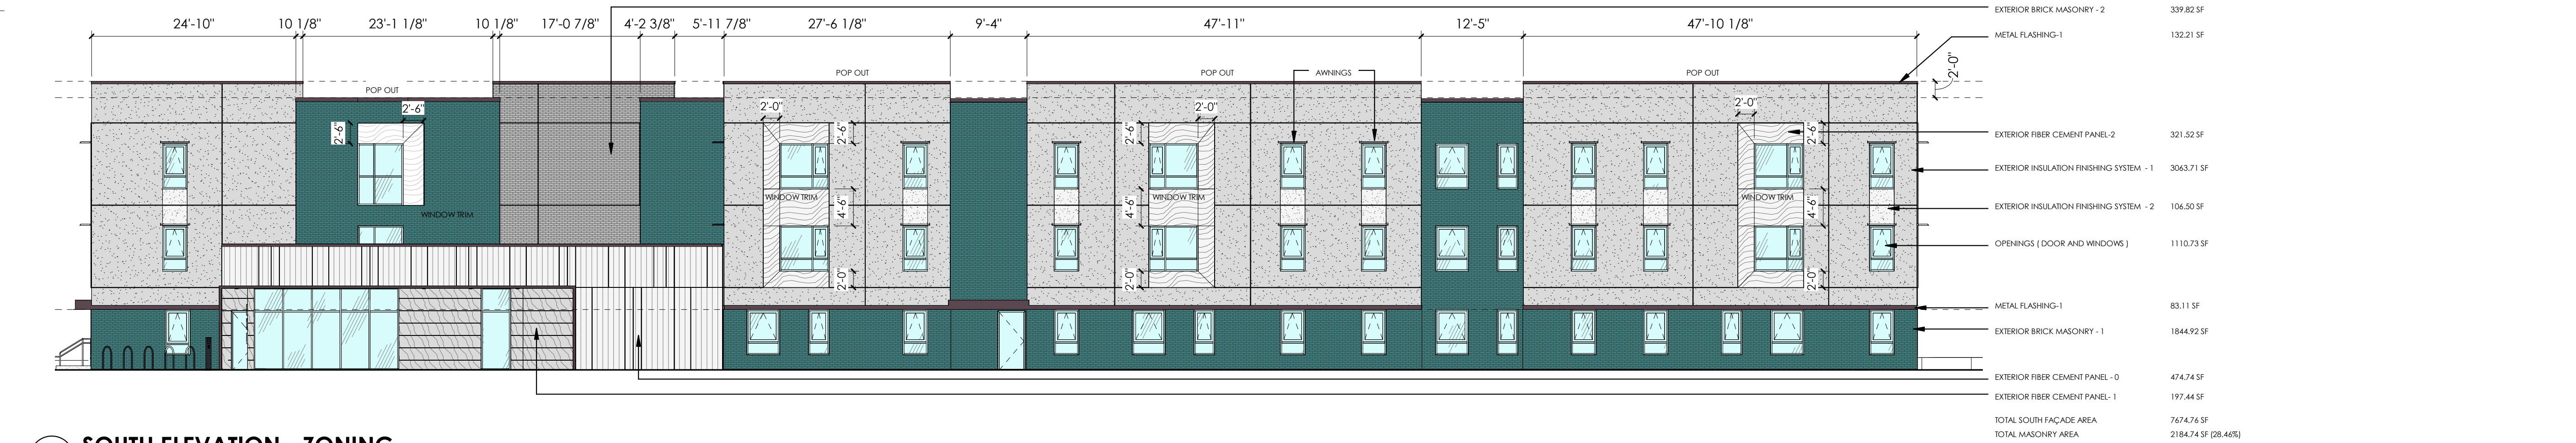 24'-10"
10 1/8"
23'-1 1/8"
10 1/8"
17'-0 7/8"
4'-2 3/8"
5'-11 7/8"
27'-6 1/8"
9'-4"
47'-11"
12'-5"
47'-10 1/8"
EXTERIOR BRICK MASONRY - 2 339.82 SF
METAL FLASHING-1 132.21 SF
2'-0"
POP OUT
POP OUT
POP OUT
POP OUT
AWNINGS
2'-6"
2'-6"
2'-0"
2'-6"
2'-6"
2'-0"
2'-0"
2'-6"
EXTERIOR FIBER CEMENT PANEL-2 321.52 SF
EXTERIOR INSULATION FINISHING SYSTEM - 1 3063.71 SF
WINDOW TRIM
WINDOW TRIM
WINDOW TRIM
WINDOW TRIM
4'-6"
4'-6"
4'-6"
EXTERIOR INSULATION FINISHING SYSTEM - 2 106.50 SF
OPENINGS ( DOOR AND WINDOWS ) 1110.73 SF
2'-0"
2'-0"
2'-0"
METAL FLASHING-1 83.11 SF
EXTERIOR BRICK MASONRY - 1 1844.92 SF
EXTERIOR FIBER CEMENT PANEL - 0 474.74 SF
EXTERIOR FIBER CEMENT PANEL- 1 197.44 SF
TOTAL SOUTH FAÇADE AREA 7674.76 SF
TOTAL MASONRY AREA 2184.74 SF (28.46%)
SOUTH ELEVATION - ZONING